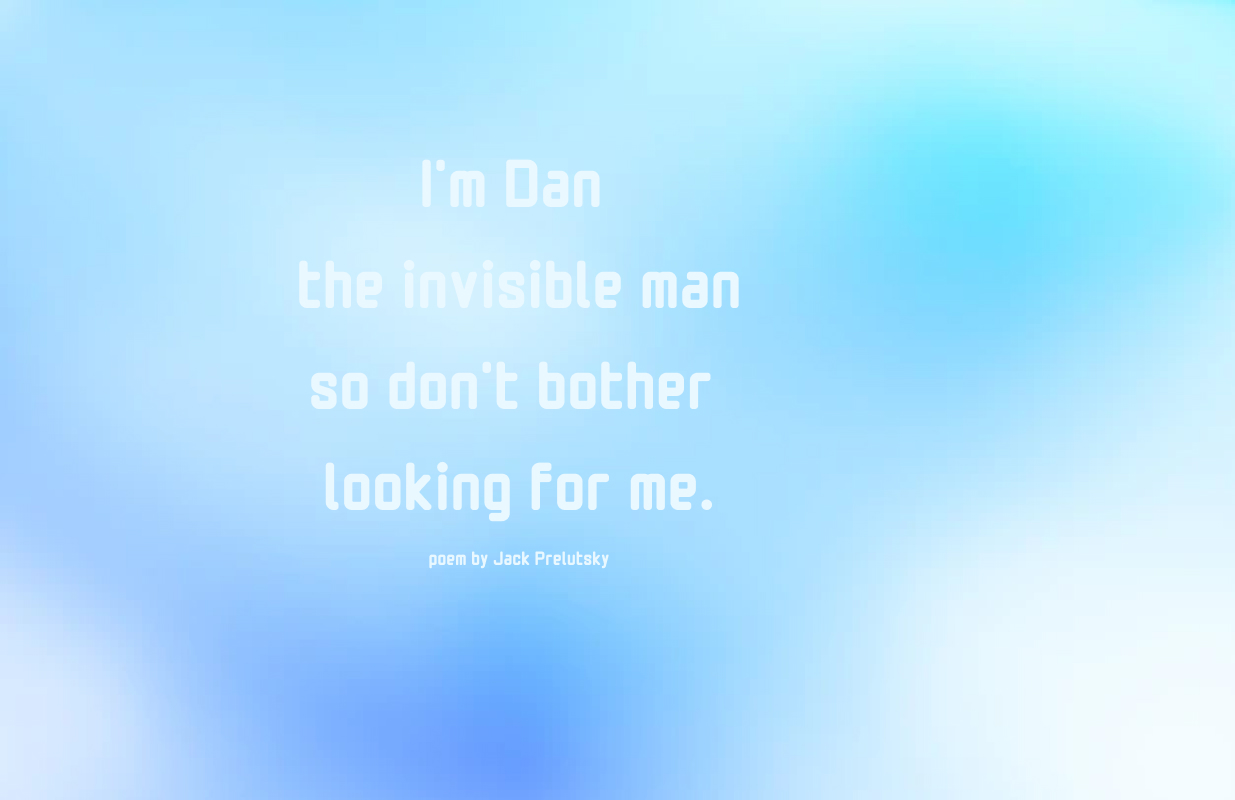 I'm Dan
the invisible man
so don't bother
looking for me.
poem by Jack Prelutsky